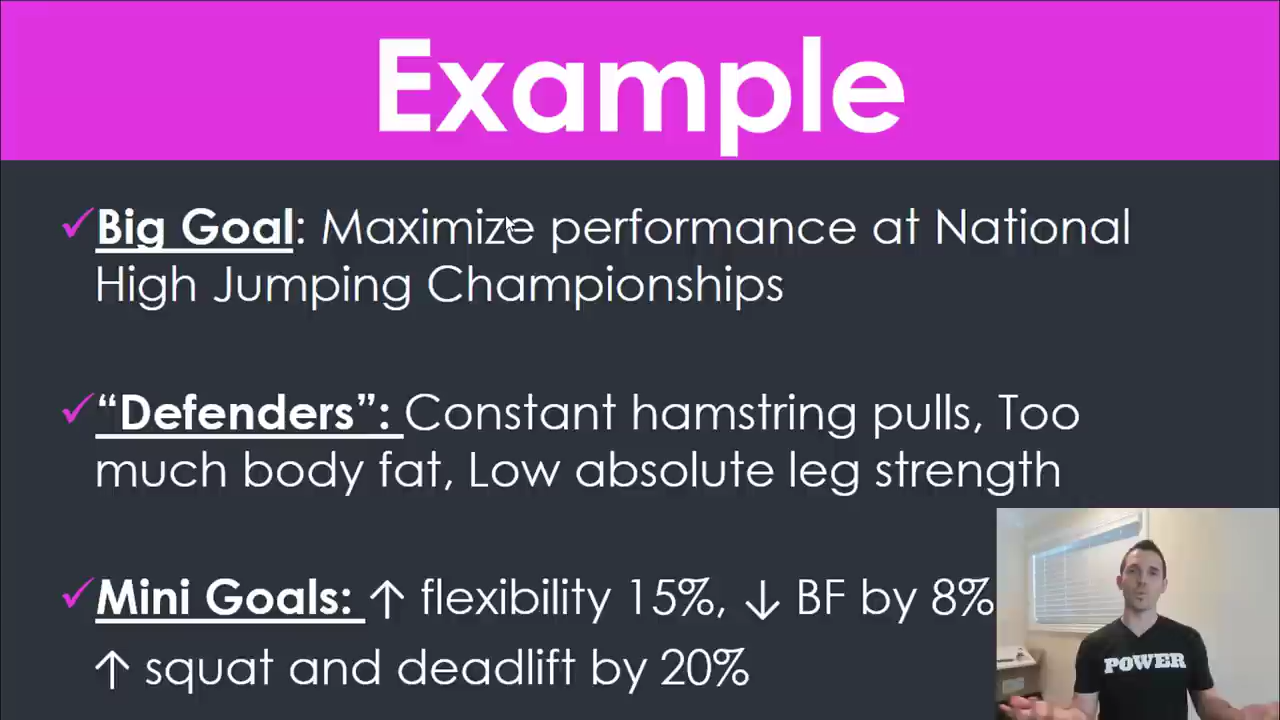 Example
✓Big Goal: Maximize performance at National
High Jumping Championships
✓“Defenders”: Constant hamstring pulls, Too
much body fat, Low absolute leg strength
✓Mini Goals: ↑ flexibility 15%, ↓ BF by 8%
↑ squat and deadlift by 20%
POWER